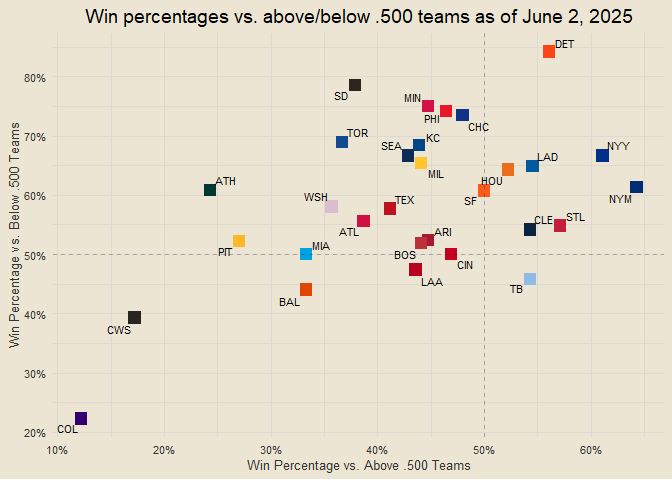 Win percentages vs. above/below .500 teams as of June 2, 2025
DET
80%
SD
MIN
PHI
CHC
70%
TOR
KC
SEA
NYY
LAD
MIL
HOU
ATH
60%
NYM
WSH
TEX
SF
STL
CLE
ATL
ARI
PIT
MIA
BOS
50%
CIN
LAA
TB
BAL
40%
CWS
30%
COL
20%
10%
20%
30%
40%
50%
60%
Win Percentage vs. Above .500 Teams
Win Percentage vs. Below .500 Teams